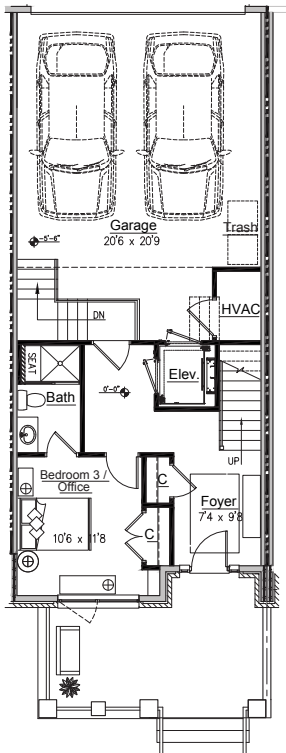 Garage
20'6 x 20'9
-5'-6"
Trash
HVAC
DN
SEAT
Elev.
Bath
0'-0"
UP
Bedroom 3 /
Office
C
Foyer
7'4 x 9'8
10'6 x 11'8
C